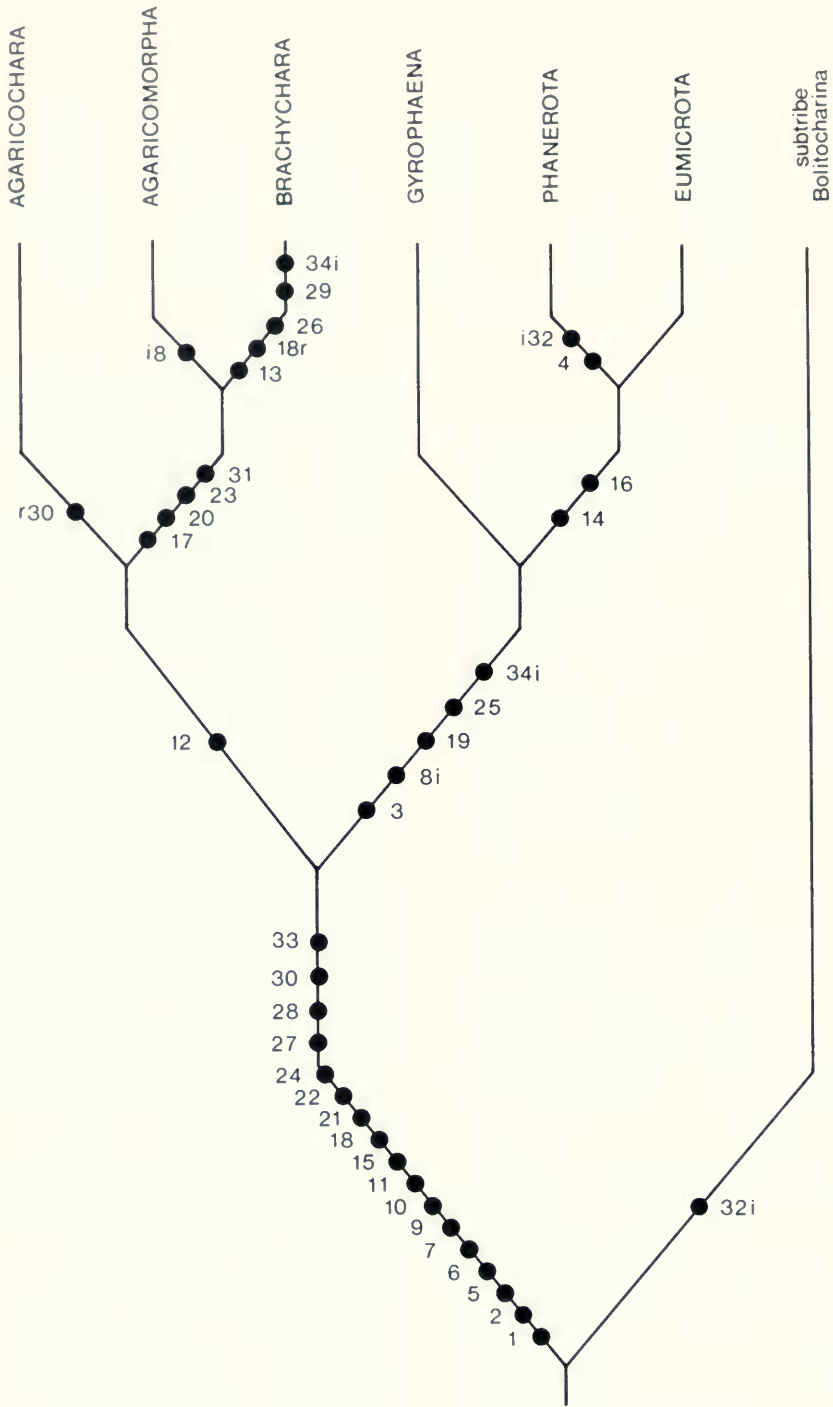 AGARICOCHARA
AGARICOMORPHA
BRACHYCHARA
GYROPHAENA
PHANEROTA
EUMICROTA
subtribe
Bolitocharina
34i
29
26
18r
13
i8
i32
4
31
23
20
17
r30
16
14
12
34i
25
19
8i
3
33
30
28
27
24
22
21
18
15
11
10
9
7
6
5
2
1
32i